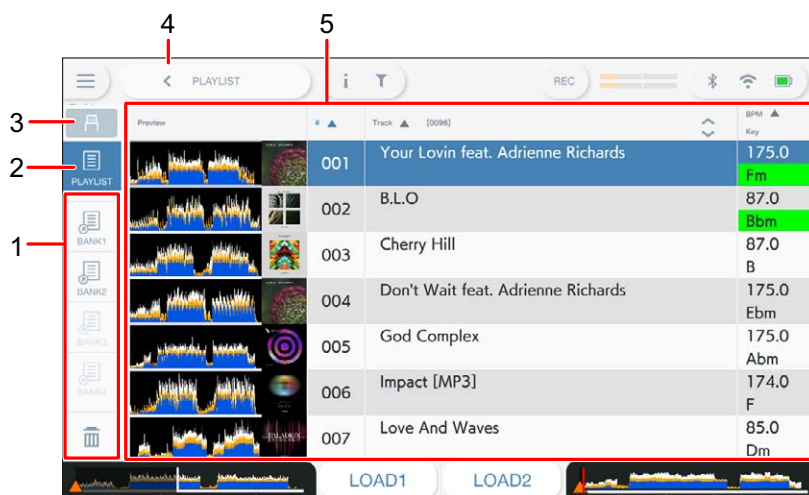 4
5
PLAYLIST
i
REC
3
Preview
#
Track
[0096]
BPM
Key
2
PLAYLIST
001
Your Lovin feat. Adrienne Richards
175.0
Fm
002
B.L.O
87.0
Bbm
1
BANK1
003
Cherry Hill
87.0
B
BANK2
004
Don't Wait feat. Adrienne Richards
175.0
Ebm
BANK3
005
God Complex
175.0
Abm
BANK4
006
Impact [MP3]
174.0
F
007
Love And Waves
85.0
Dm
PALADION
LOAD1
LOAD2